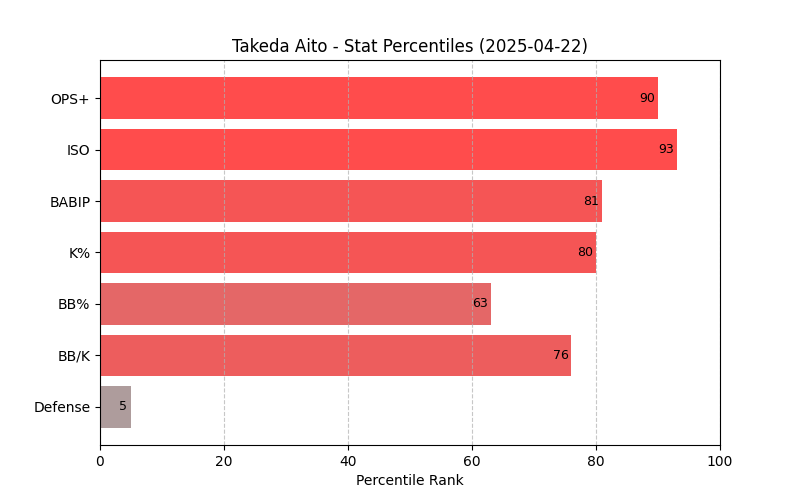 Takeda Aito - Stat Percentiles (2025-04-22)
OPS+ 90
ISO 93
BABIP 81
K% 80
BB% 63
BB/K 76
Defense 5
0 20 40 60 80 100
Percentile Rank